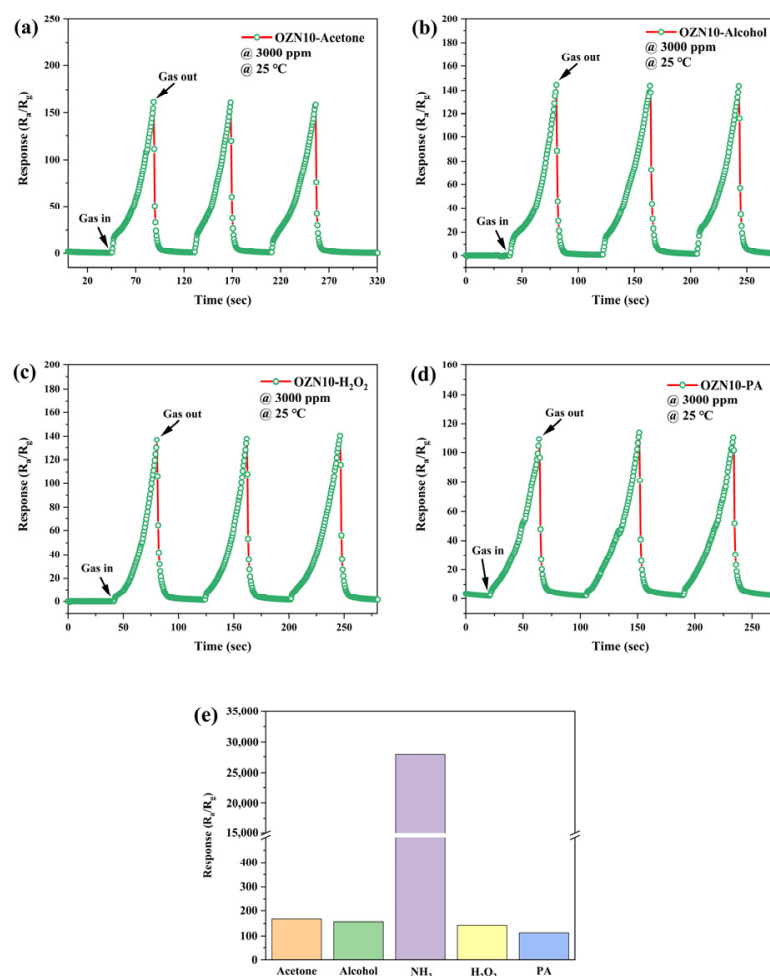 (a)
OZN10-Acetone
@ 3000 ppm
@ 25 ℃
Gas out
Gas in
Response (Ra/Rg)
250
200
150
100
50
0
20 70 120 170 220 270 320
Time (sec)
(b)
OZN10-Alcohol
@ 3000 ppm
@ 25 ℃
Gas out
Gas in
Response (Ra/Rg)
200
180
160
140
120
100
80
60
40
20
0
0 50 100 150 200 250
Time (sec)
(c)
OZN10-H2O2
@ 3000 ppm
@ 25 ℃
Gas out
Gas in
Response (Ra/Rg)
200
180
160
140
120
100
80
60
40
20
0
0 50 100 150 200 250
Time (sec)
(d)
OZN10-PA
@ 3000 ppm
@ 25 ℃
Gas out
Gas in
Response (Ra/Rg)
160
140
120
100
80
60
40
20
0
0 50 100 150 200 250
Time (sec)
(e)
Response (Ra/Rg)
35,000
30,000
25,000
20,000
15,000
400
300
200
100
0
Acetone Alcohol NH3 H2O2 PA